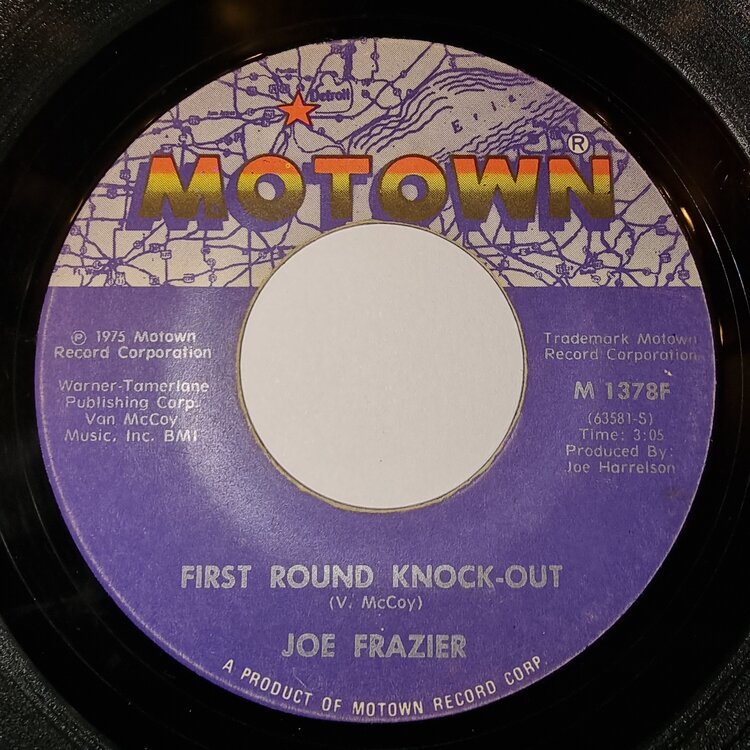 Detroit
Erie
MOTOWN®
℗ 1975 Motown
Record Corporation
Warner-Tamerlane
Publishing Corp.
Van McCoy
Music, Inc. BMI
Trademark Motown
Record Corporation
M 1378F
(63581-S)
Time: 3:05
Produced By:
Joe Harrelson
FIRST ROUND KNOCK-OUT
(V. McCoy)
JOE FRAZIER
A PRODUCT OF MOTOWN RECORD CORP.